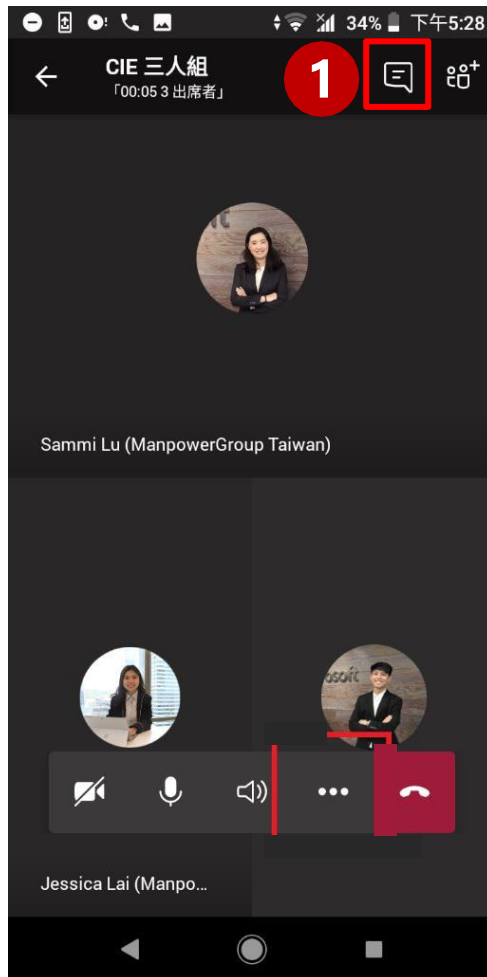 34% 下午5:28
CIE 三人組
「00:05 3 出席者」
1
Sammi Lu (ManpowerGroup Taiwan)
Jessica Lai (Manpo...